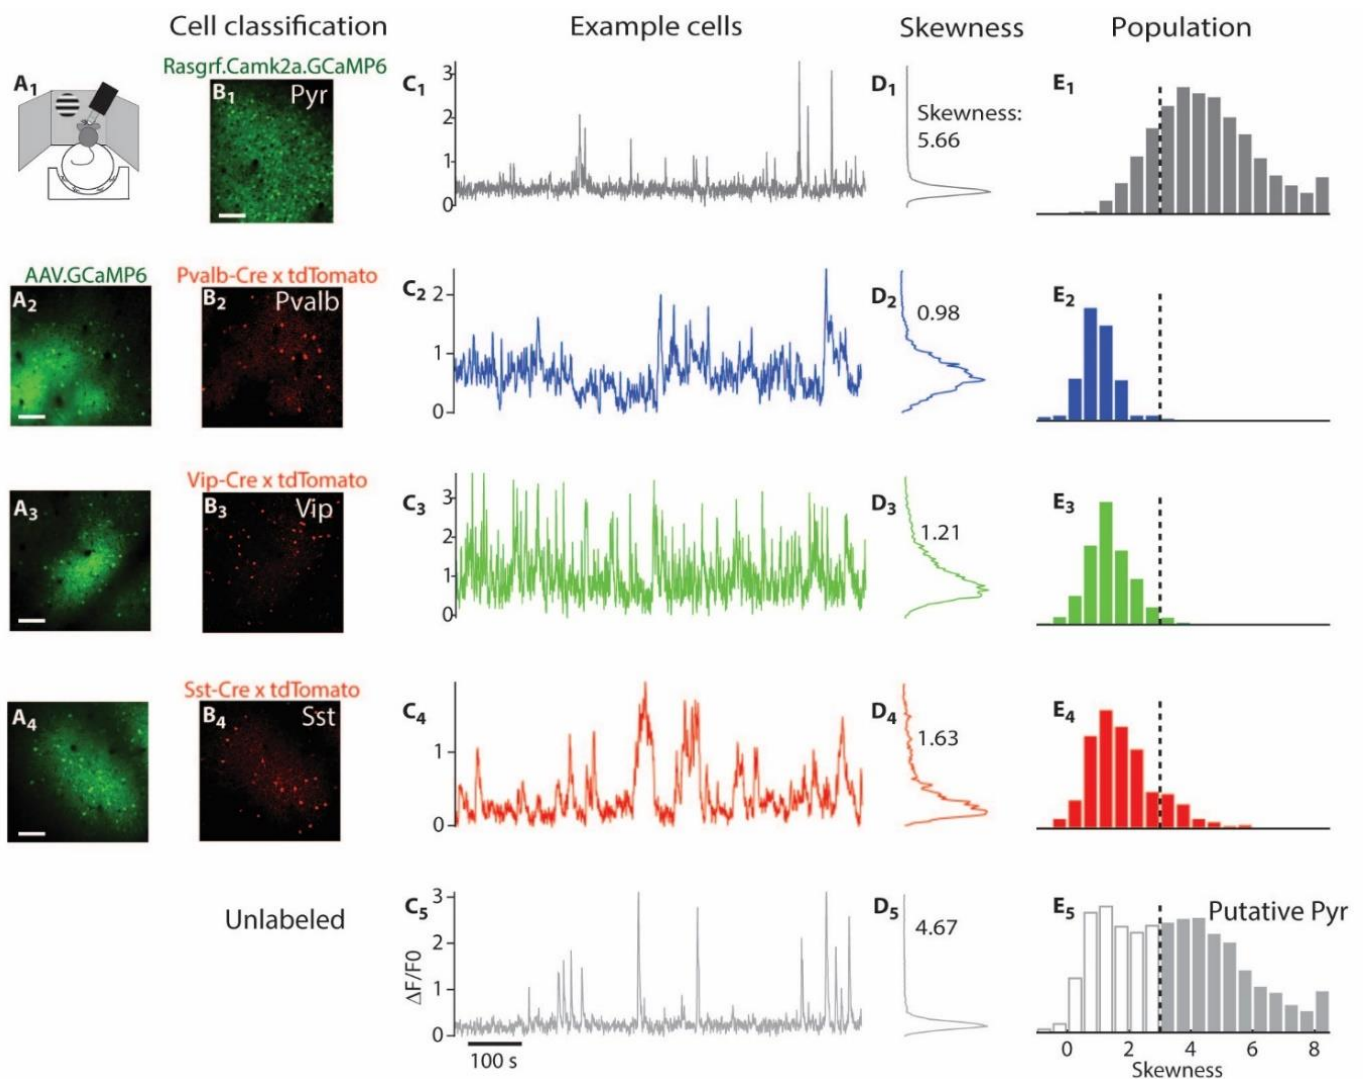 Cell classification
Example cells
Skewness
Population
A1
Rasgrf.Camk2a.GCaMP6
B1 Pyr
C1
3
2
1
0
D1
Skewness:
5.66
E1
AAV.GCaMP6
A2
Pvalb-Cre x tdTomato
B2 Pvalb
C2
2
1
0
D2
0.98
E2
A3
Vip-Cre x tdTomato
B3 Vip
C3
3
2
1
0
D3
1.21
E3
A4
Sst-Cre x tdTomato
B4 Sst
C4
1
0
D4
1.63
E4
Unlabeled
C5
3
2
1
0
ΔF/F0
100 s
D5
4.67
E5
Putative Pyr
0 2 4 6 8
Skewness